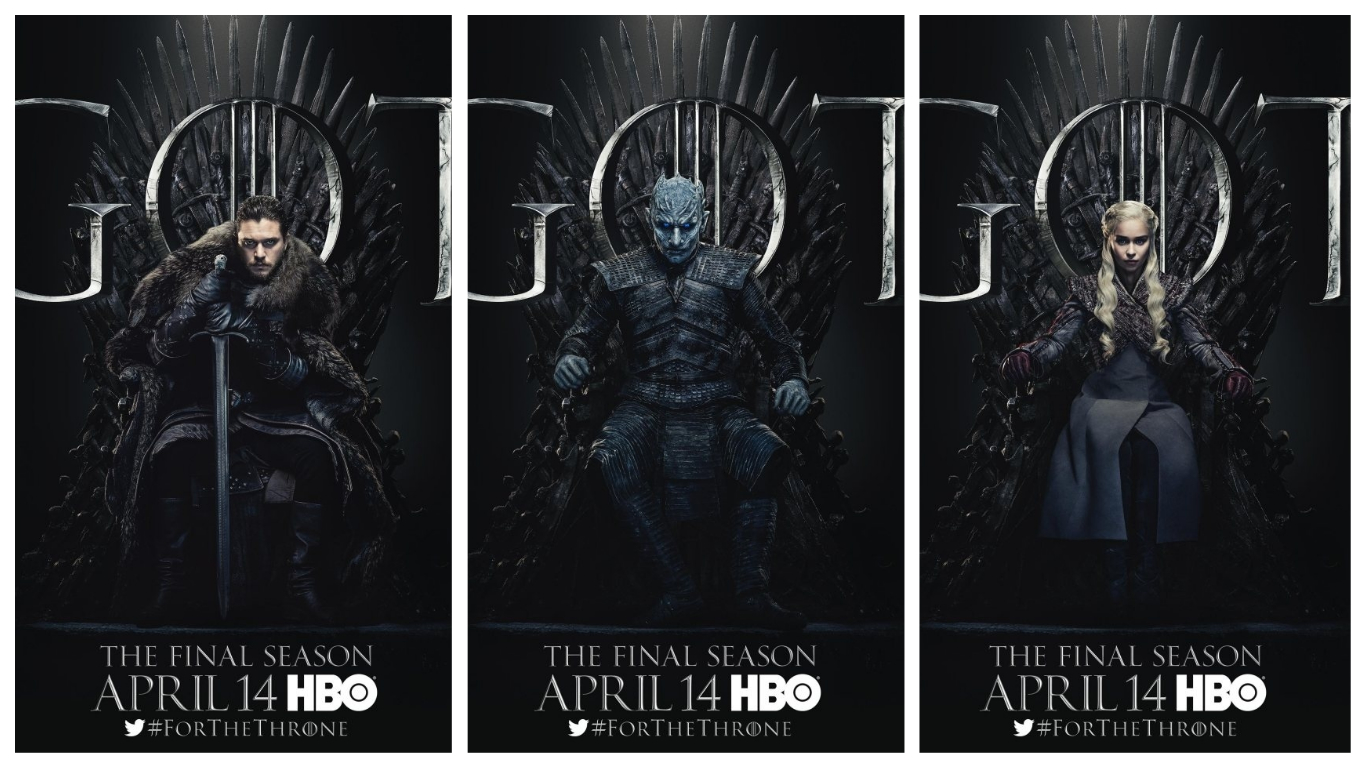 GOT
THE FINAL SEASON
APRIL 14 HBO
#FORTHETHRONE
GOT
THE FINAL SEASON
APRIL 14 HBO
#FORTHETHRONE
GOT
THE FINAL SEASON
APRIL 14 HBO
#FORTHETHRONE